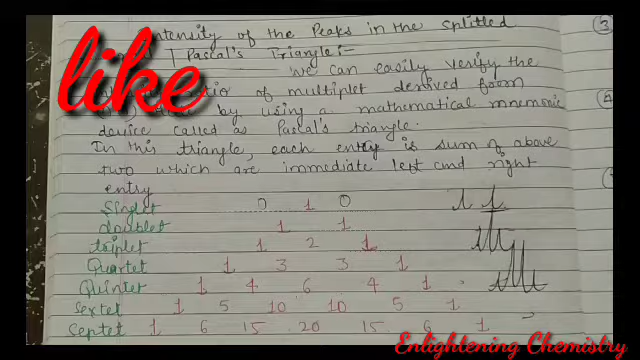 ntensity of the Peaks in the splitted
Pascal's Triangle:-
like
we can easily verify the
ratio of multiplet derived form
by using a mathematical mnemonic
device called as Pascal's triangle.
In this triangle, each entry is sum of above
two which are immediate left and right
entry
Singlet 0 1 0
doublet 1 1
triplet 1 2 1
Quartet 1 3 3 1
Quintet 1 4 6 4 1
Sextet 1 5 10 10 5 1
Septet 1 6 15 20 15 6 1
Enlightening Chemistry